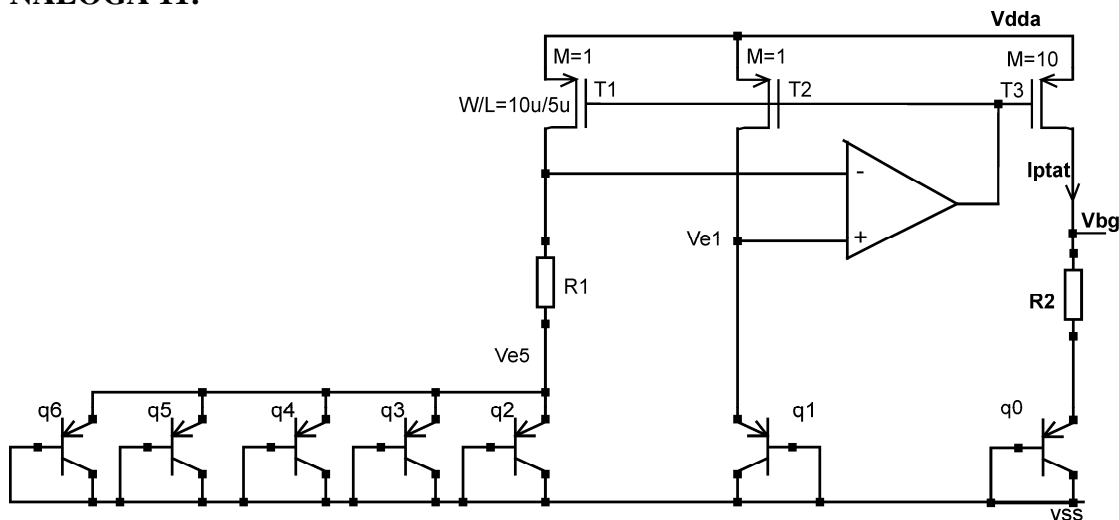 NALOGA 11:
Vdda
M=1
M=1
M=10
T1
T2
T3
W/L=10u/5u
Iptat
-
Vbg
Ve1
+
R1
R2
Ve5
q6
q5
q4
q3
q2
q1
q0
vss